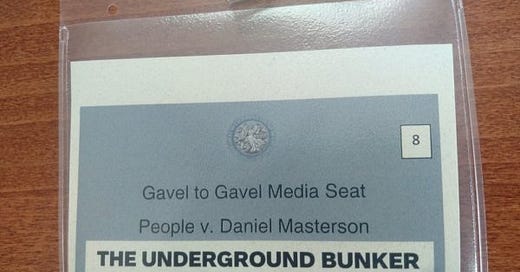 8
Gavel to Gavel Media Seat
People v. Daniel Masterson
THE UNDERGROUND BUNKER